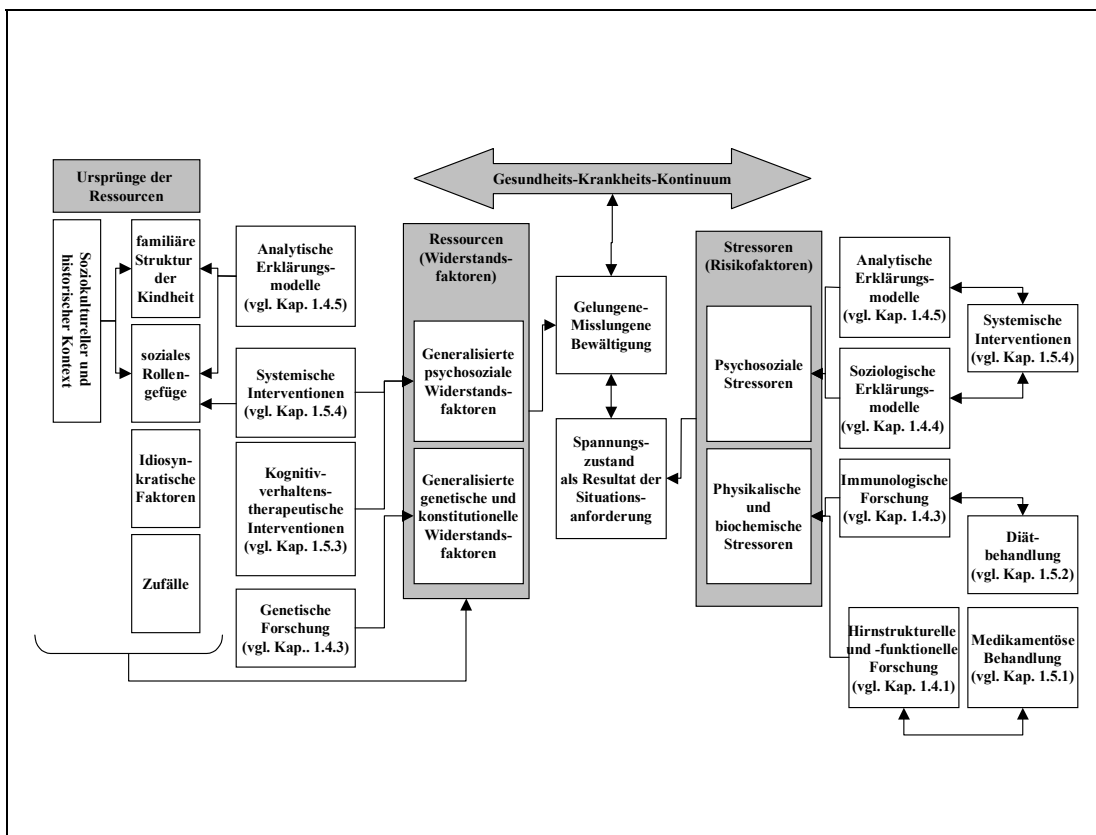 Gesundheits-Krankheits-Kontinuum
Ursprünge der
Ressourcen
Soziokultureller und
historischer Kontext
familiäre
Struktur
der
Kindheit
soziales
Rollen-
gefüge
Idiosyn-
kratische
Faktoren
Zufälle
Analytische
Erklärungs-
modelle
(vgl. Kap. 1.4.5)
Systemische
Interventionen
(vgl. Kap. 1.5.4)
Kognitiv-
verhaltens-
therapeutische
Interventionen
(vgl. Kap. 1.5.3)
Genetische
Forschung
(vgl. Kap.. 1.4.3)
Ressourcen
(Widerstands-
faktoren)
Generalisierte
psychosoziale
Widerstands-
faktoren
Generalisierte
genetische und
konstitutionelle
Widerstands-
faktoren
Gelungene-
Misslungene
Bewältigung
Spannungs-
zustand
als Resultat der
Situations-
anforderung
Stressoren
(Risikofaktoren)
Psychosoziale
Stressoren
Physikalische
und
biochemische
Stressoren
Analytische
Erklärungs-
modelle
(vgl. Kap. 1.4.5)
Soziologische
Erklärungs-
modelle
(vgl. Kap. 1.4.4)
Immunologische
Forschung
(vgl. Kap. 1.4.3)
Hirnstrukturelle
und -funktionelle
Forschung
(vgl. Kap. 1.4.1)
Systemische
Interventionen
(vgl. Kap. 1.5.4)
Diät-
behandlung
(vgl. Kap. 1.5.2)
Medikamentöse
Behandlung
(vgl. Kap. 1.5.1)